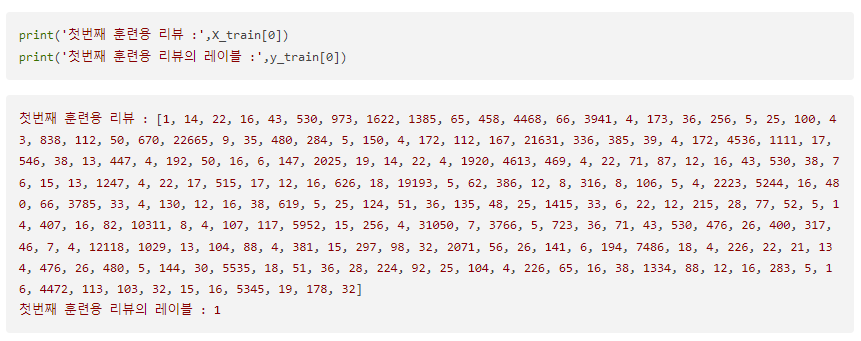 print('첫번째 훈련용 리뷰 :',X_train[0])
print('첫번째 훈련용 리뷰의 레이블 :',y_train[0])
첫번째 훈련용 리뷰 : [1, 14, 22, 16, 43, 530, 973, 1622, 1385, 65, 458, 4468, 66, 3941, 4, 173, 36, 256, 5, 25, 100, 4
3, 838, 112, 50, 670, 22665, 9, 35, 480, 284, 5, 150, 4, 172, 112, 167, 21631, 336, 385, 39, 4, 172, 4536, 1111, 17,
546, 38, 13, 447, 4, 192, 50, 16, 6, 147, 2025, 19, 14, 22, 4, 1920, 4613, 469, 4, 22, 71, 87, 12, 16, 43, 530, 38, 7
6, 15, 13, 1247, 4, 22, 17, 515, 17, 12, 16, 626, 18, 19193, 5, 62, 386, 12, 8, 316, 8, 106, 5, 4, 2223, 5244, 16, 48
0, 66, 3785, 33, 4, 130, 12, 16, 38, 619, 5, 25, 124, 51, 36, 135, 48, 25, 1415, 33, 6, 22, 12, 215, 28, 77, 52, 5, 1
4, 407, 16, 82, 10311, 8, 4, 107, 117, 5952, 15, 256, 4, 31050, 7, 3766, 5, 723, 36, 71, 43, 530, 476, 26, 400, 317,
46, 7, 4, 12118, 1029, 13, 104, 88, 4, 381, 15, 297, 98, 32, 2071, 56, 26, 141, 6, 194, 7486, 18, 4, 226, 22, 21, 13
4, 476, 26, 480, 5, 144, 30, 5535, 18, 51, 36, 28, 224, 92, 25, 104, 4, 226, 65, 16, 38, 1334, 88, 12, 16, 283, 5, 1
6, 4472, 113, 103, 32, 15, 16, 5345, 19, 178, 32]
첫번째 훈련용 리뷰의 레이블 : 1